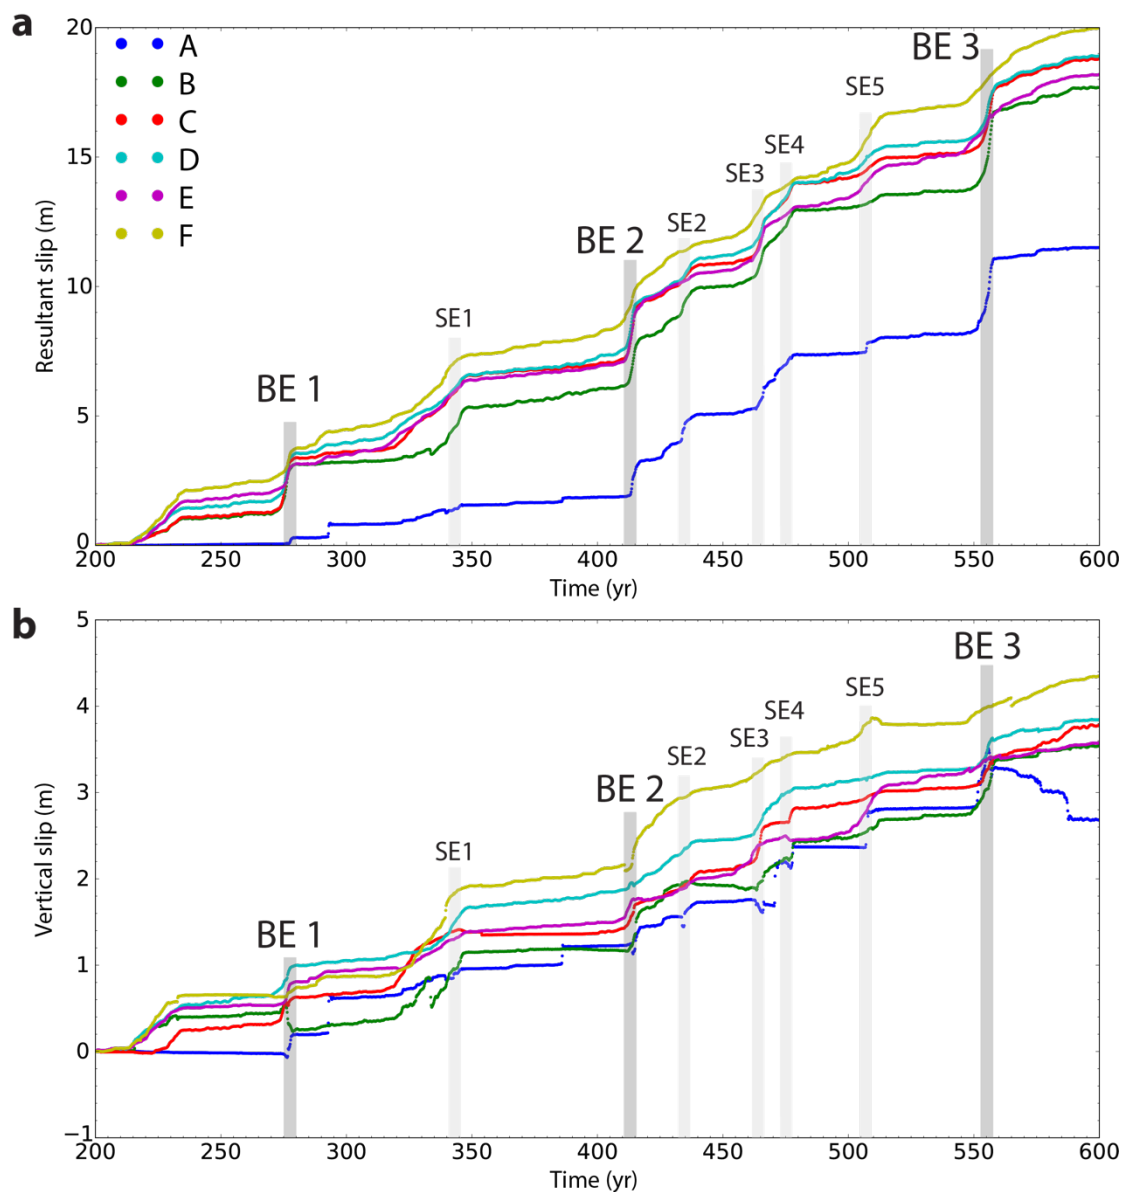 a
20
15
10
5
0
Resultant slip (m)
A
B
C
D
E
F
BE 1
SE1
BE 2
SE2
SE3
SE4
SE5
BE 3
200 250 300 350 400 450 500 550 600
Time (yr)
b
5
4
3
2
1
0
−1
Vertical slip (m)
BE 1
SE1
BE 2
SE2
SE3
SE4
SE5
BE 3
200 250 300 350 400 450 500 550 600
Time (yr)